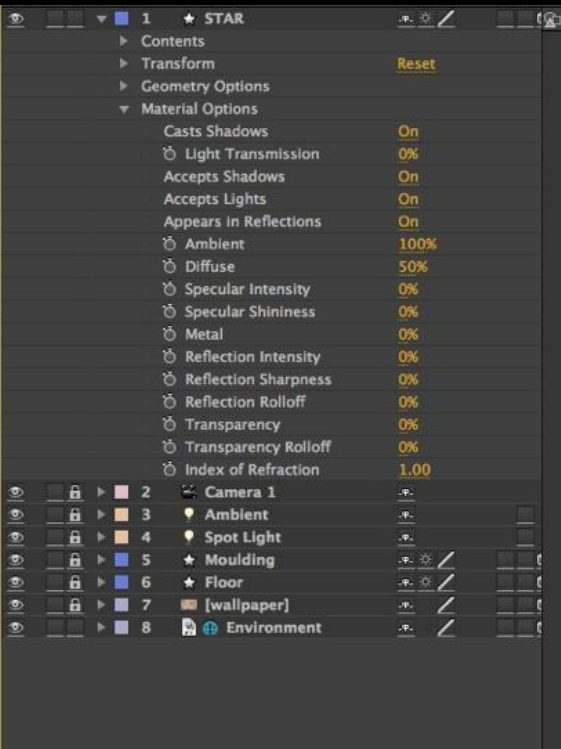 1 STAR
Contents
Transform Reset
Geometry Options
Material Options
Casts Shadows On
Light Transmission 0%
Accepts Shadows On
Accepts Lights On
Appears in Reflections On
Ambient 100%
Diffuse 50%
Specular Intensity 0%
Specular Shininess 0%
Metal 0%
Reflection Intensity 0%
Reflection Sharpness 0%
Reflection Rolloff 0%
Transparency 0%
Transparency Rolloff 0%
Index of Refraction 1.00
2 Camera 1
3 Ambient
4 Spot Light
5 Moulding
6 Floor
7 [wallpaper]
8 Environment